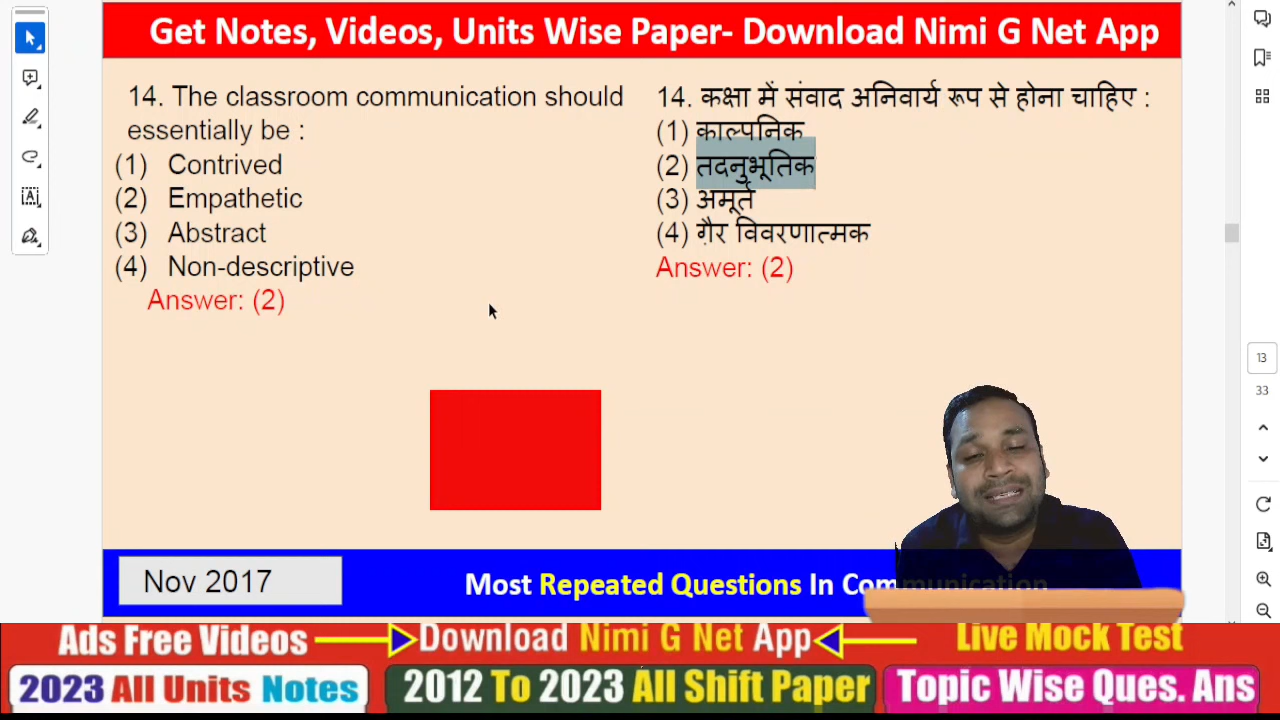 Get Notes, Videos, Units Wise Paper- Download Nimi G Net App
14. The classroom communication should
essentially be :
(1) Contrived
(2) Empathetic
(3) Abstract
(4) Non-descriptive
Answer: (2)
14. कक्षा में संवाद अनिवार्य रूप से होना चाहिए :
(1) काल्पनिक
(2) तदनुभूतिक
(3) अमूर्त
(4) ग़ैर विवरणात्मक
Answer: (2)
13
33
Nov 2017
Most Repeated Questions In Communication
Ads Free Videos Download Nimi G Net App Live Mock Test
2023 All Units Notes 2012 To 2023 All Shift Paper Topic Wise Ques. Ans